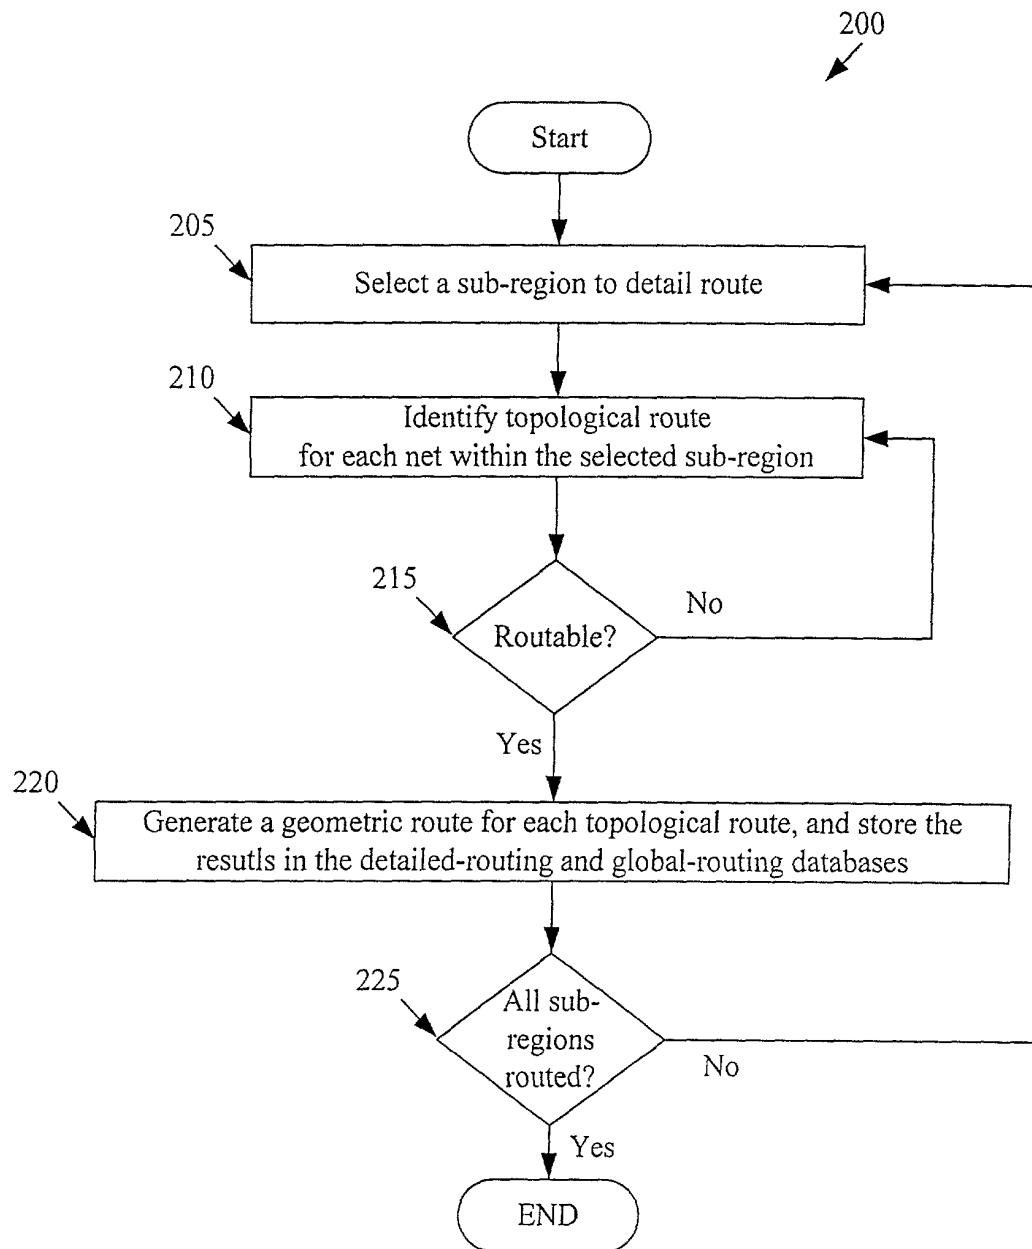 200
Start
205
Select a sub-region to detail route
210
Identify topological route
for each net within the selected sub-region
215
Routable?
No
Yes
220
Generate a geometric route for each topological route, and store the
resutls in the detailed-routing and global-routing databases
225
All sub-
regions
routed?
No
Yes
END